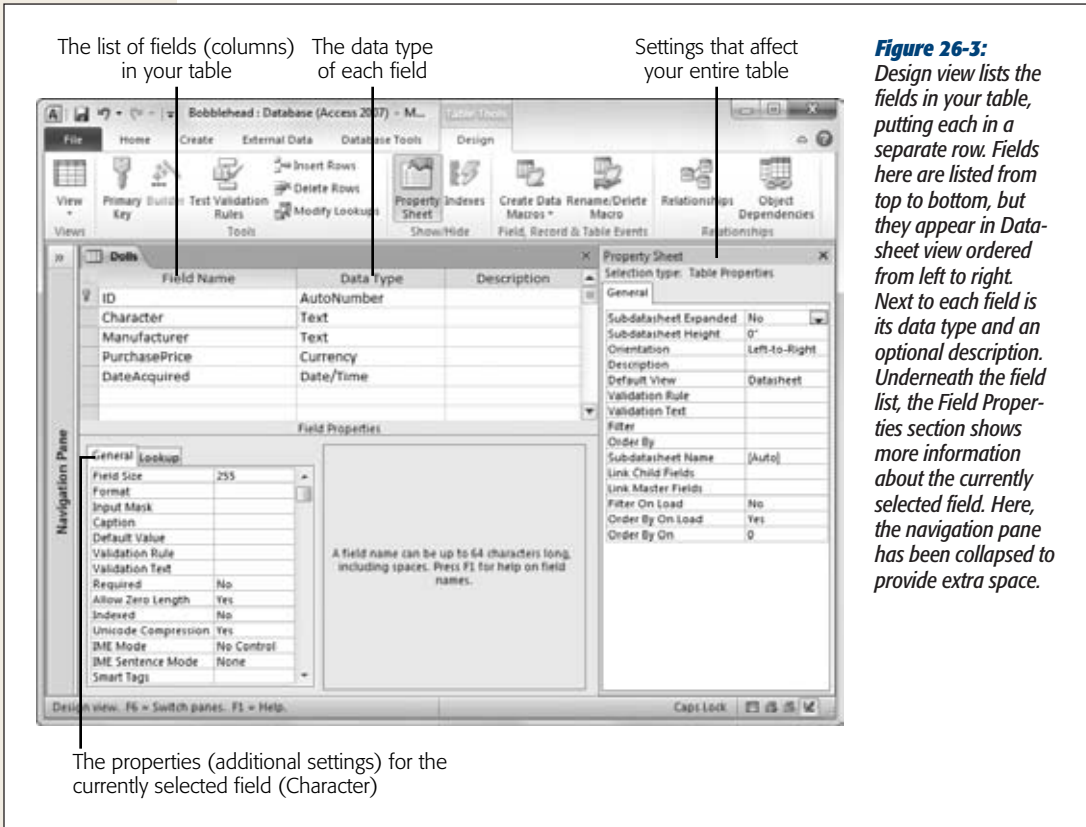 The list of fields (columns)
in your table
The data type
of each field
Settings that affect
your entire table
Bobblehead : Database (Access 2007) - M...
Table Tools
File
Home
Create
External Data
Database Tools
Design
View
Primary
Key
Builder
Test Validation
Rules
Insert Rows
Delete Rows
Modify Lookups
Property
Sheet
Indexes
Create Data
Macros
Rename/Delete
Macro
Relationships
Object
Dependencies
Views
Tools
Show/Hide
Field, Record & Table Events
Relationships
Dolls
Field Name
Data Type
Description
ID
AutoNumber
Character
Text
Manufacturer
Text
PurchasePrice
Currency
DateAcquired
Date/Time
Field Properties
Navigation Pane
General
Lookup
Field Size 255
Format
Input Mask
Caption
Default Value
Validation Rule
Validation Text
Required No
Allow Zero Length Yes
Indexed No
Unicode Compression Yes
IME Mode No Control
IME Sentence Mode None
Smart Tags
A field name can be up to 64 characters long,
including spaces. Press F1 for help on field
names.
Property Sheet
Selection type: Table Properties
General
Subdatasheet Expanded No
Subdatasheet Height 0"
Orientation Left-to-Right
Description
Default View Datasheet
Validation Rule
Validation Text
Filter
Order By
Subdatasheet Name [Auto]
Link Child Fields
Link Master Fields
Filter On Load No
Order By On Load Yes
Order By On 0
Design view. F6 = Switch panes. F1 = Help.
Caps Lock
The properties (additional settings) for the
currently selected field (Character)
Figure 26-3:
Design view lists the
fields in your table,
putting each in a
separate row. Fields
here are listed from
top to bottom, but
they appear in Data-
sheet view ordered
from left to right.
Next to each field is
its data type and an
optional description.
Underneath the field
list, the Field Proper-
ties section shows
more information
about the currently
selected field. Here,
the navigation pane
has been collapsed to
provide extra space.